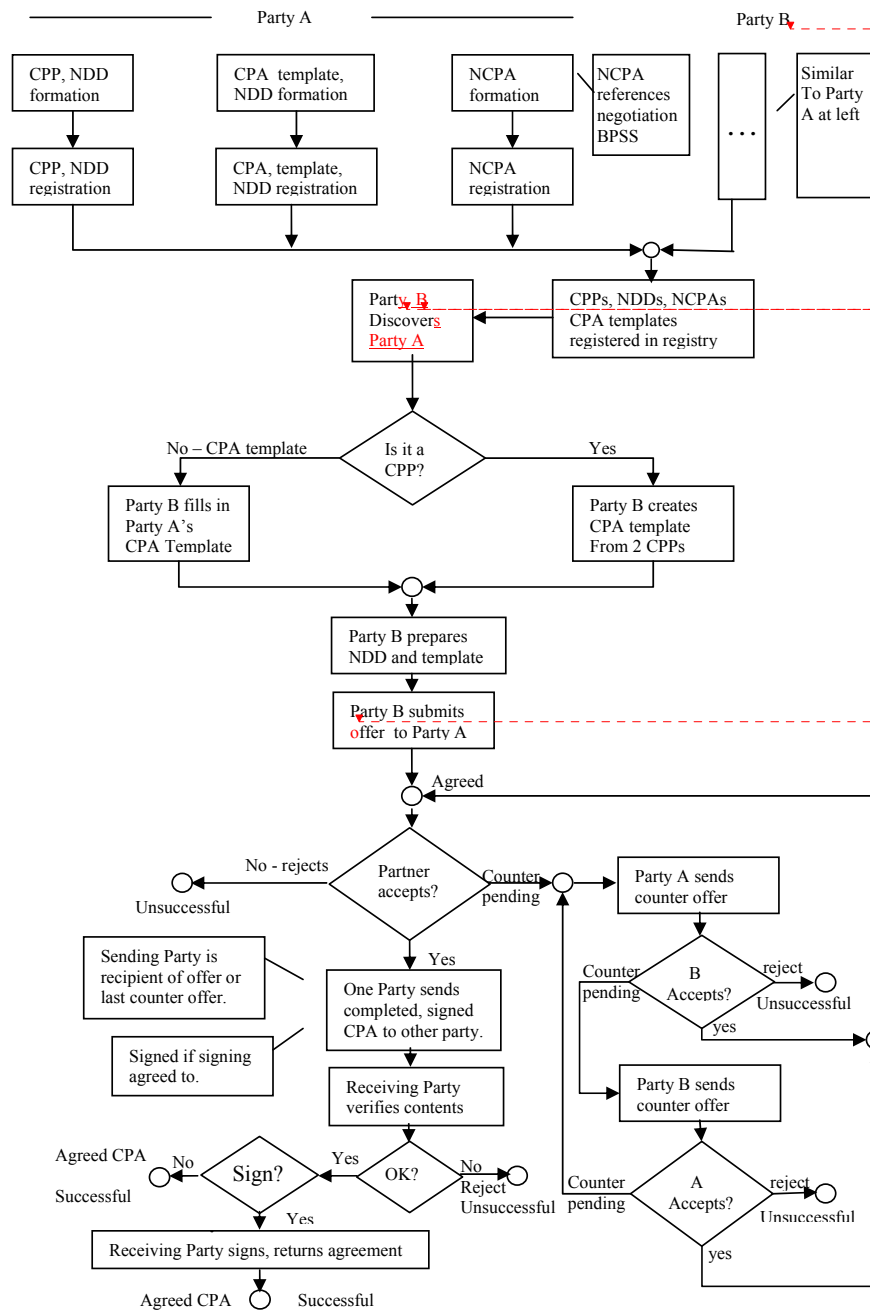 Party A
Party B
CPP, NDD
formation
CPA template,
NDD formation
NCPA
formation
NCPA
references
negotiation
BPSS
...
Similar
To Party
A at left
CPP, NDD
registration
CPA, template,
NDD registration
NCPA
registration
Party B
Discovers
Party A
CPPs, NDDs, NCPAs
CPA templates
registered in registry
Is it a
CPP?
No – CPA template
Yes
Party B fills in
Party A's
CPA Template
Party B creates
CPA template
From 2 CPPs
Party B prepares
NDD and template
Party B submits
offer to Party A
Agreed
Partner
accepts?
No - rejects
Unsuccessful
Counter
pending
Party A sends
counter offer
Yes
Sending Party is
recipient of offer or
last counter offer.
One Party sends
completed, signed
CPA to other party.
Signed if signing
agreed to.
B
Accepts?
Counter
pending
reject
Unsuccessful
yes
Receiving Party
verifies contents
Party B sends
counter offer
OK?
Yes
No
Reject
Unsuccessful
Sign?
No
Agreed CPA
Successful
Yes
A
Accepts?
Counter
pending
reject
Unsuccessful
yes
Receiving Party signs, returns agreement
Agreed CPA
Successful